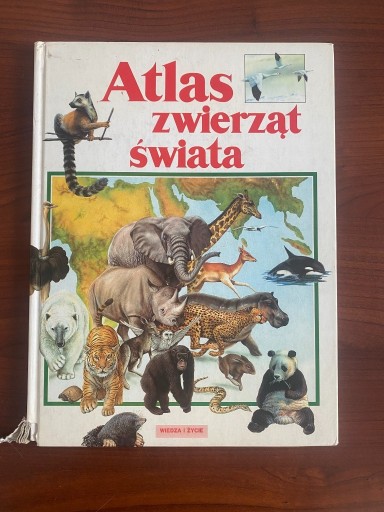 Atlas
zwierząt
świata
WIEDZA I ŻYCIE